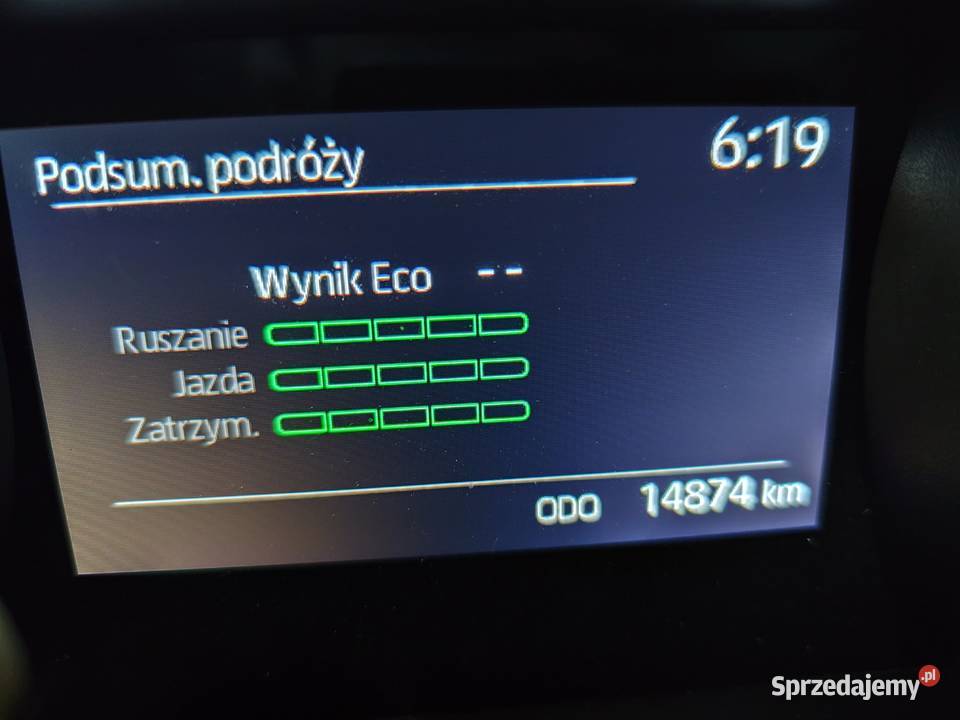 Podsum. podróży 6:19
Wynik Eco --
Ruszanie
Jazda
Zatrzym.
ODO 14874 km
Sprzedajemy.pl